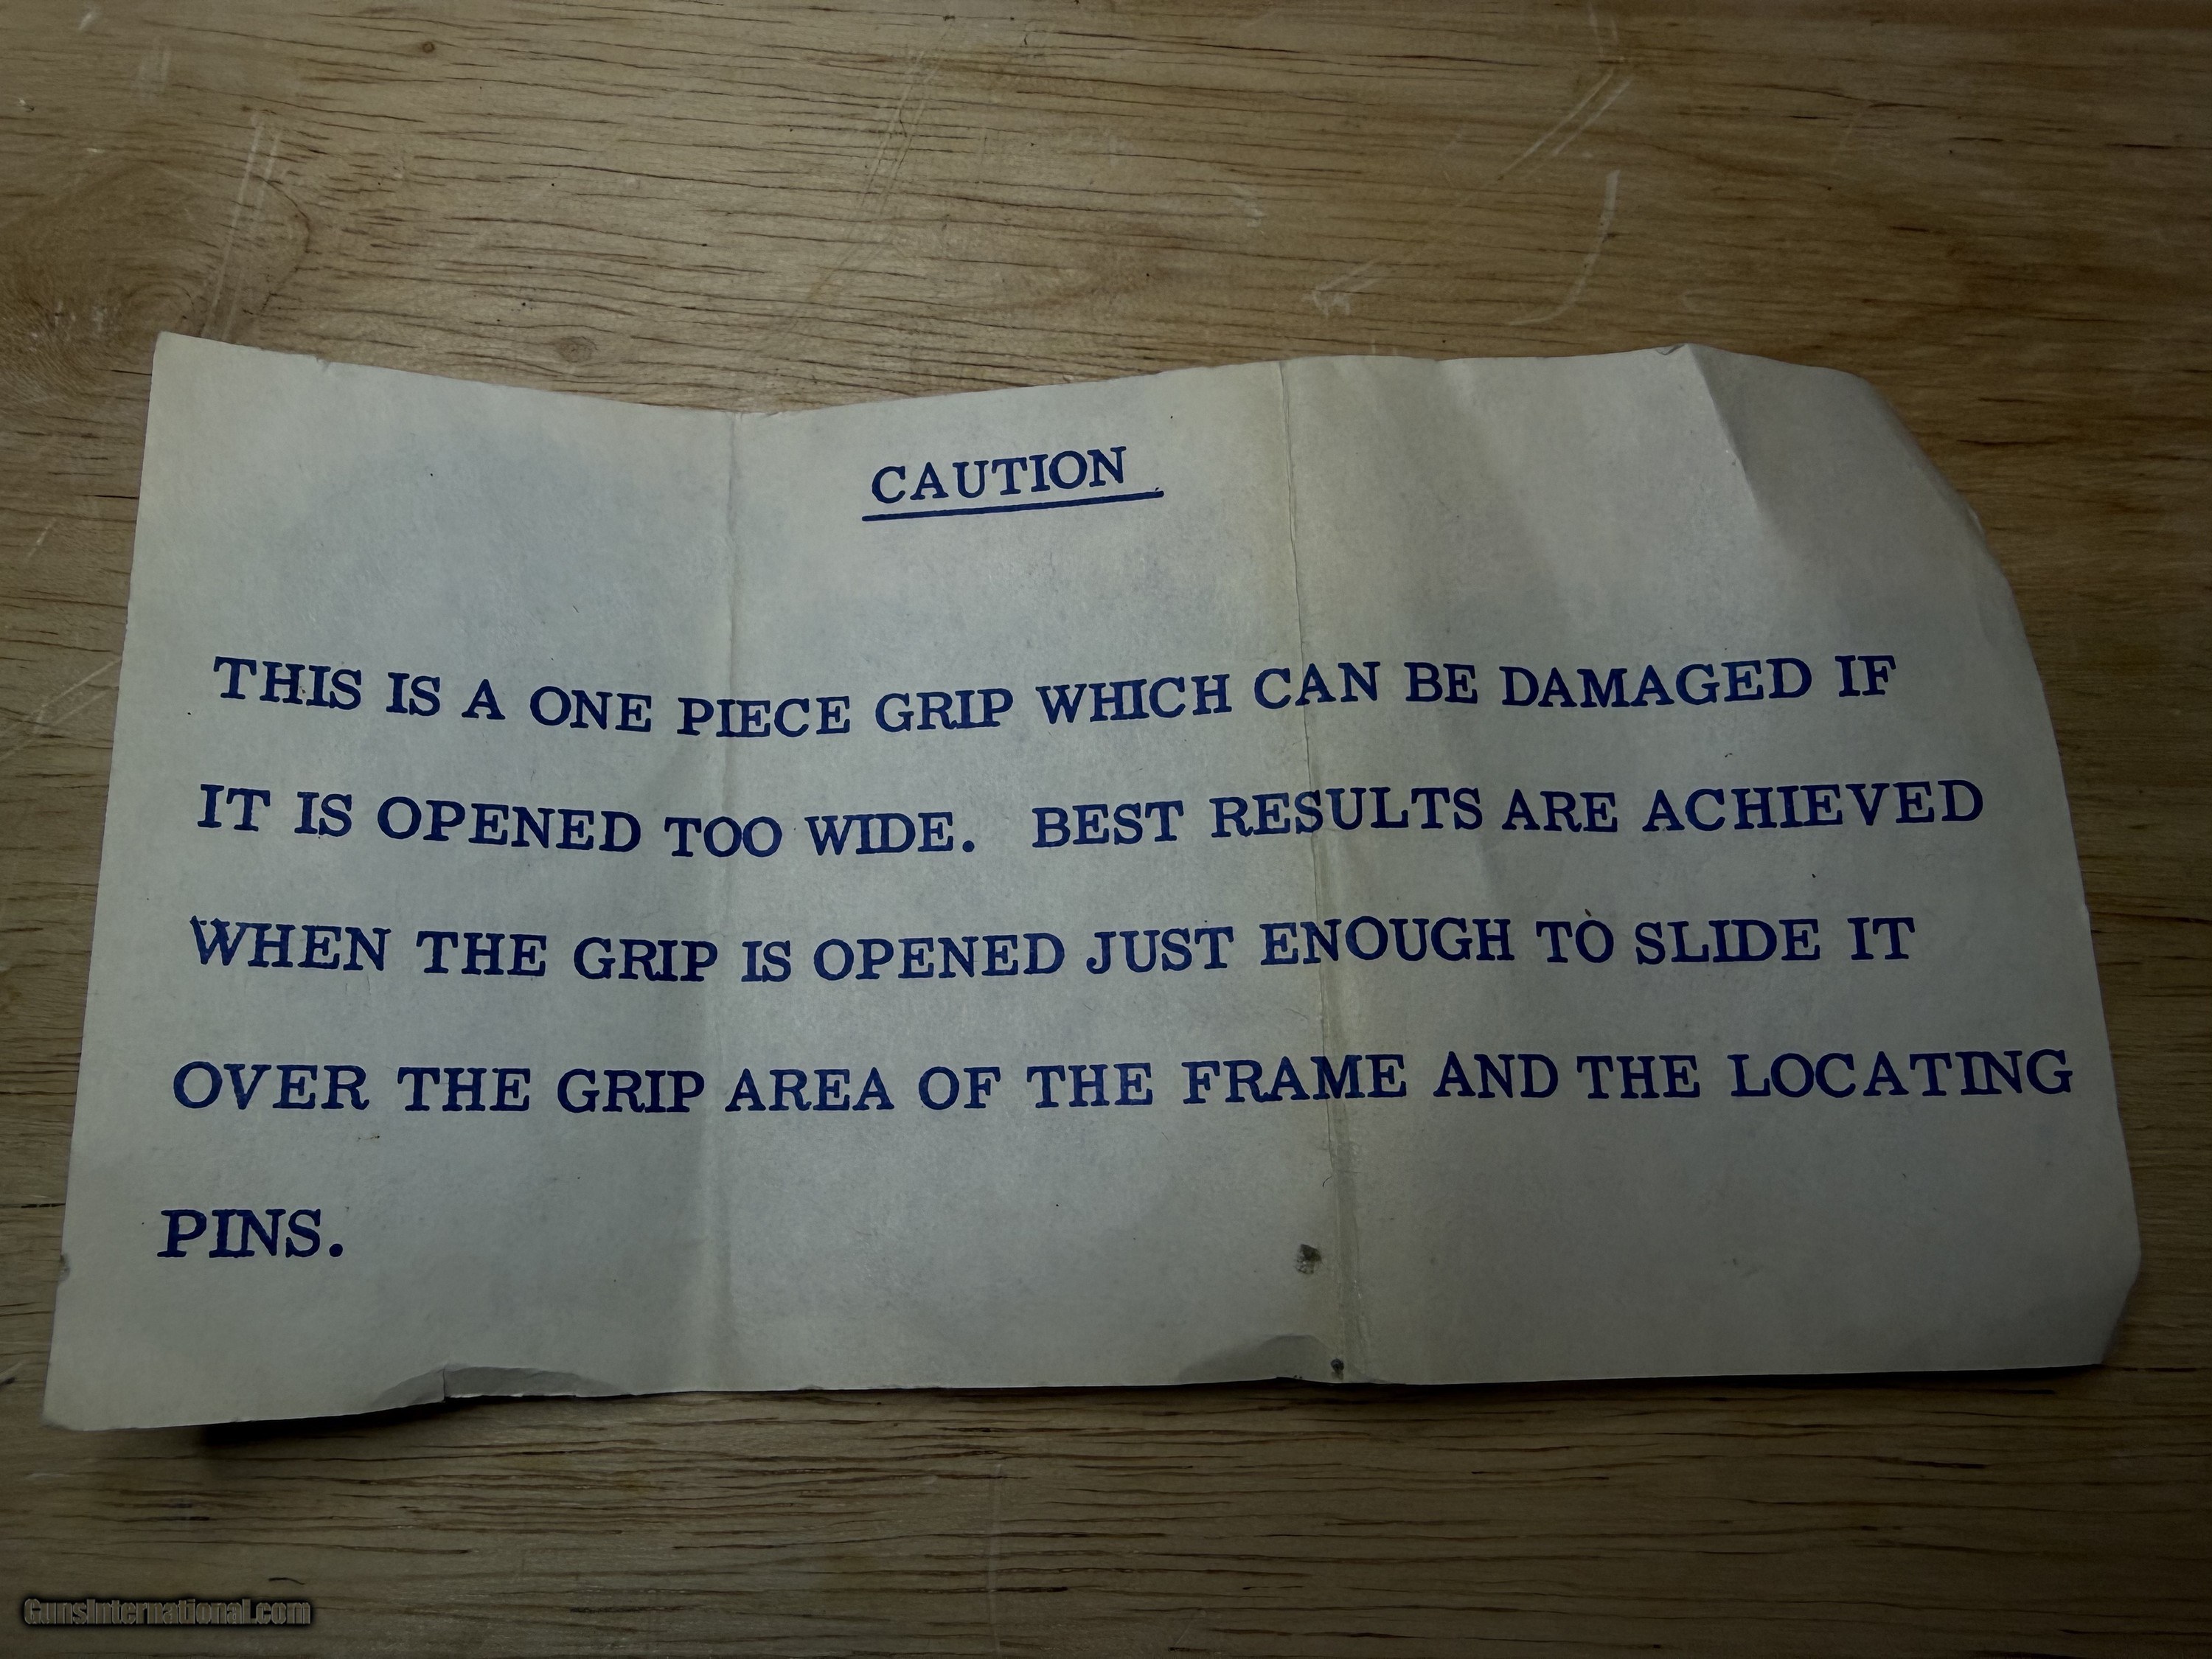 CAUTION
THIS IS A ONE PIECE GRIP WHICH CAN BE DAMAGED IF
IT IS OPENED TOO WIDE. BEST RESULTS ARE ACHIEVED
WHEN THE GRIP IS OPENED JUST ENOUGH TO SLIDE IT
OVER THE GRIP AREA OF THE FRAME AND THE LOCATING
PINS.
GunsInternational.com